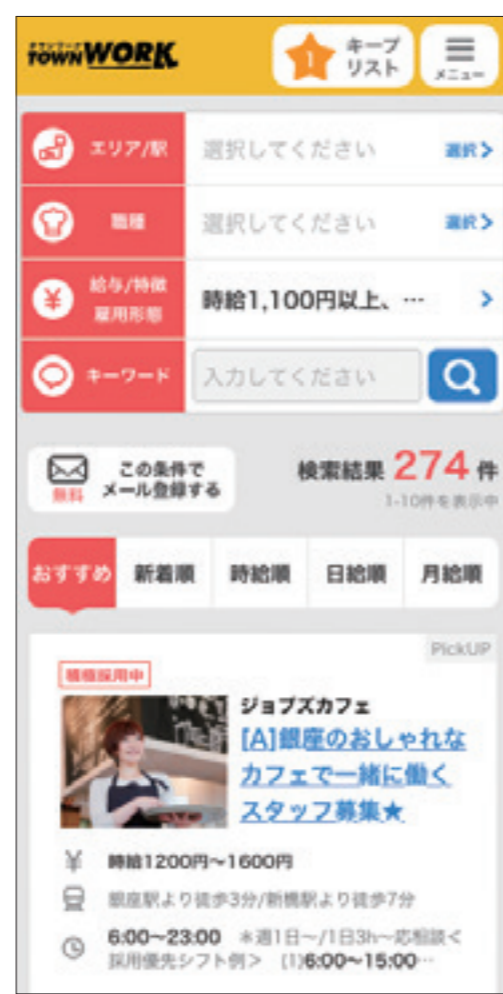 タウンワーク
TOWNWORK
1
キープ
リスト
メニュー
エリア/駅
選択してください
選択
職種
選択してください
選択
給与/特徴
雇用形態
時給1,100円以上、…
キーワード
入力してください
無料
この条件で
メール登録する
検索結果 274 件
1-10件を表示中
おすすめ
新着順
時給順
日給順
月給順
PickUP
積極採用中
ジョブズカフェ
[A]銀座のおしゃれな
カフェで一緒に働く
スタッフ募集★
¥ 時給1200円~1600円
銀座駅より徒歩3分/新橋駅より徒歩7分
6:00~23:00 *週1日~/1日3h~応相談<
採用優先シフト例> (1)6:00~15:00…